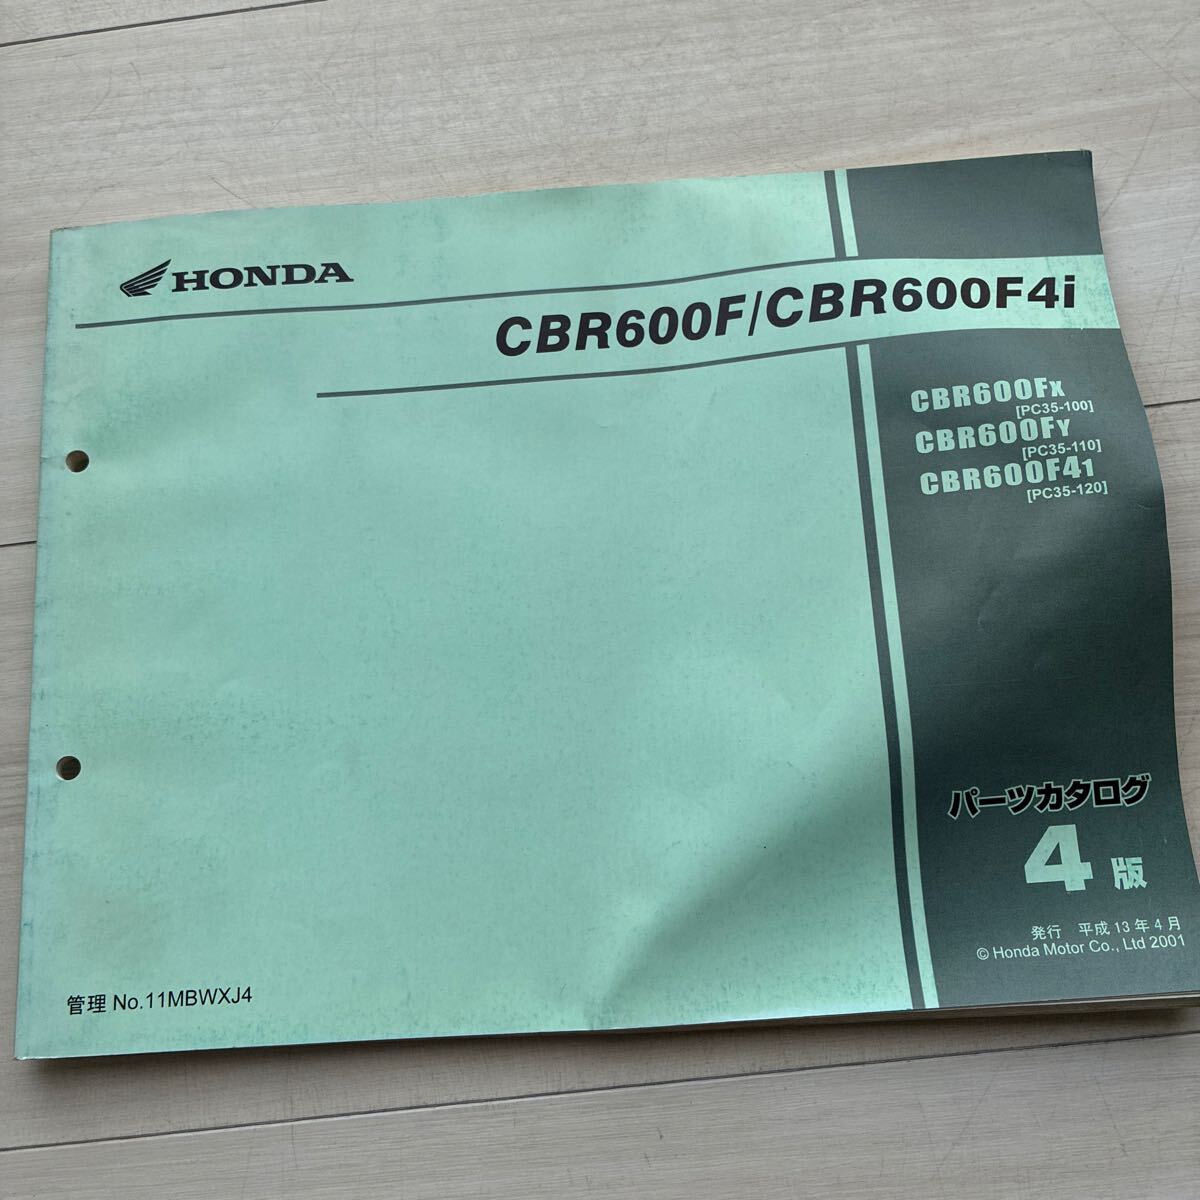 HONDA
CBR600F/CBR600F4i
CBR600FX
[PC35-100]
CBR600FY
[PC35-110]
CBR600F41
[PC35-120]
パーツカタログ
4版
発行 平成13年4月
© Honda Motor Co., Ltd 2001
管理 No.11MBWXJ4